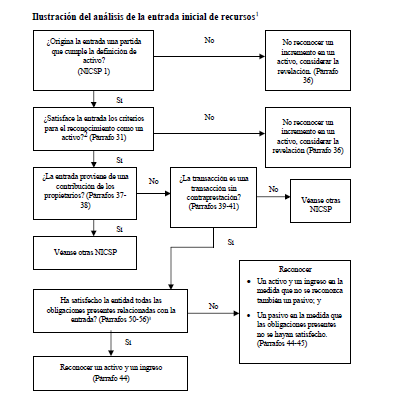 Ilustración del análisis de la entrada inicial de recursos¹
¿Origina la entrada una partida
que cumple la definición de
activo?
(NICSP 1)
No
No reconocer un
incremento en un
activo, considerar la
revelación. (Párrafo
36)
Si
¿Satisface la entrada los criterios
para el reconocimiento como un
activo?² (Párrafo 31)
No
No reconocer un
incremento en un
activo, considerar la
revelación (Párrafo 36)
Si
¿La entrada proviene de una
contribución de los
propietarios? (Párrafos 37-
38)
No
¿La transacción es una
transacción sin
contraprestación?
(Párrafos 39-41)
No
Véanse otras
NICSP
Si
Véanse otras NICSP
Si
Ha satisfecho la entidad todas las
obligaciones presentes relacionadas con la
entrada? (Párrafos 50-56)³
No
Reconocer
• Un activo y un ingreso en la
medida que no se reconozca
también un pasivo; y
• Un pasivo en la medida que
las obligaciones presentes
no se hayan satisfecho.
(Párrafos 44-45)
Si
Reconocer un activo y un ingreso
(Párrafo 44)